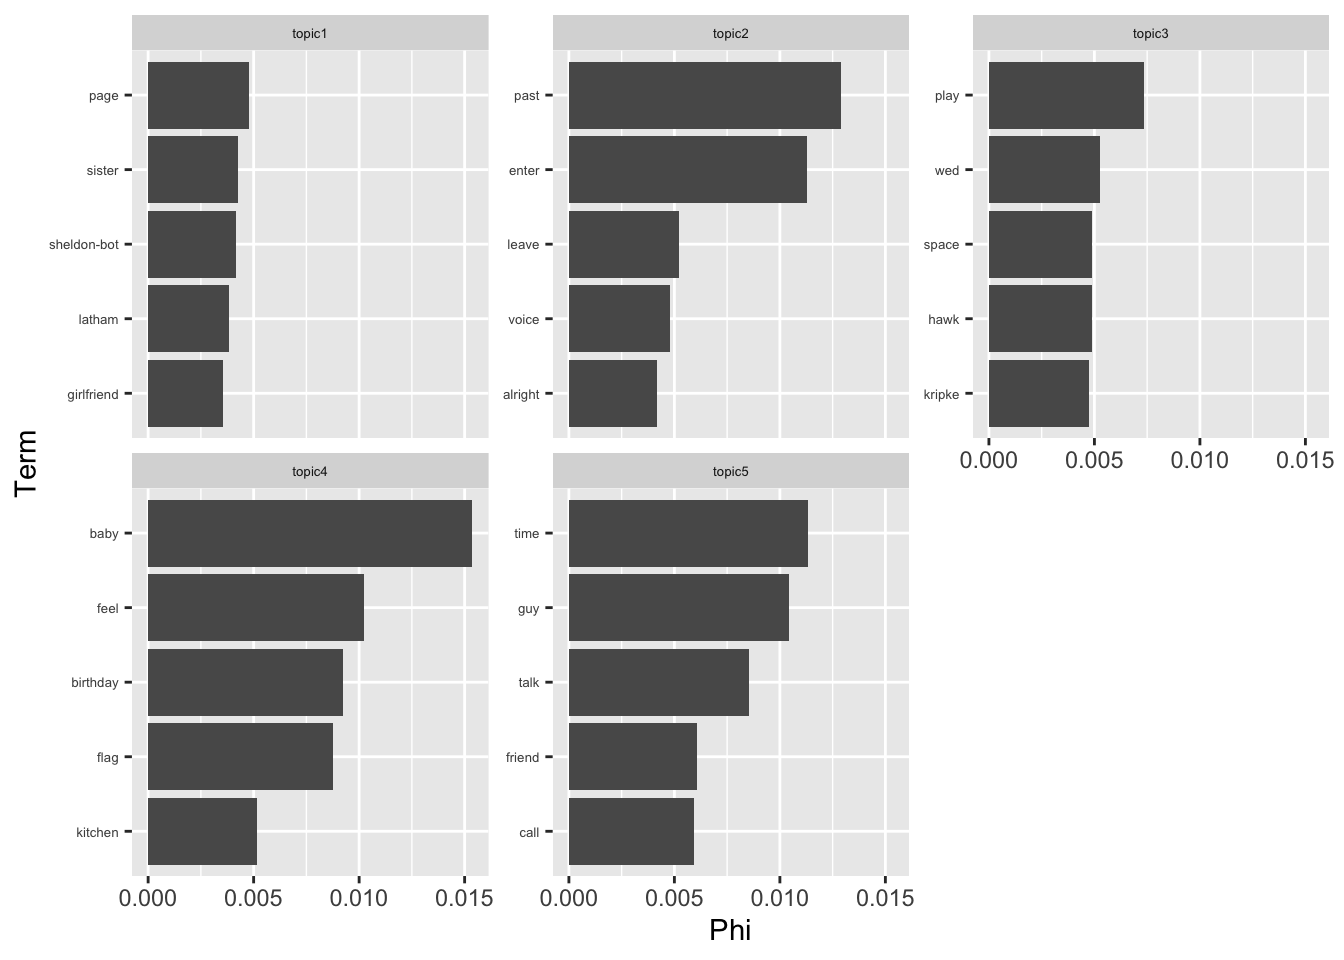 topic1
page
sister
sheldon-bot
latham
girlfriend
topic2
past
enter
leave
voice
alright
topic3
play
wed
space
hawk
kripke
0.000 0.005 0.010 0.015
Term
topic4
baby
feel
birthday
flag
kitchen
0.000 0.005 0.010 0.015
topic5
time
guy
talk
friend
call
0.000 0.005 0.010 0.015
Phi